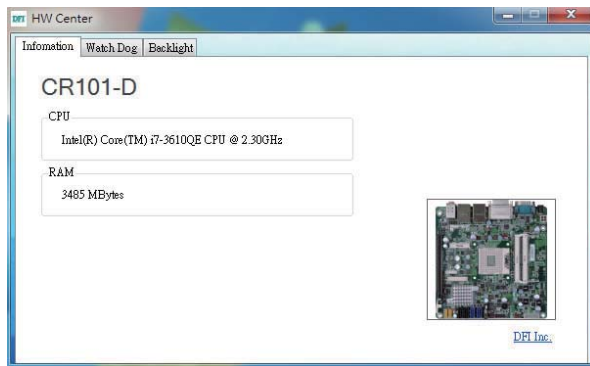 DFI HW Center
Infomation Watch Dog Backlight
CR101-D
CPU
Intel(R) Core(TM) i7-3610QE CPU @ 2.30GHz
RAM
3485 MBytes
DFI Inc.